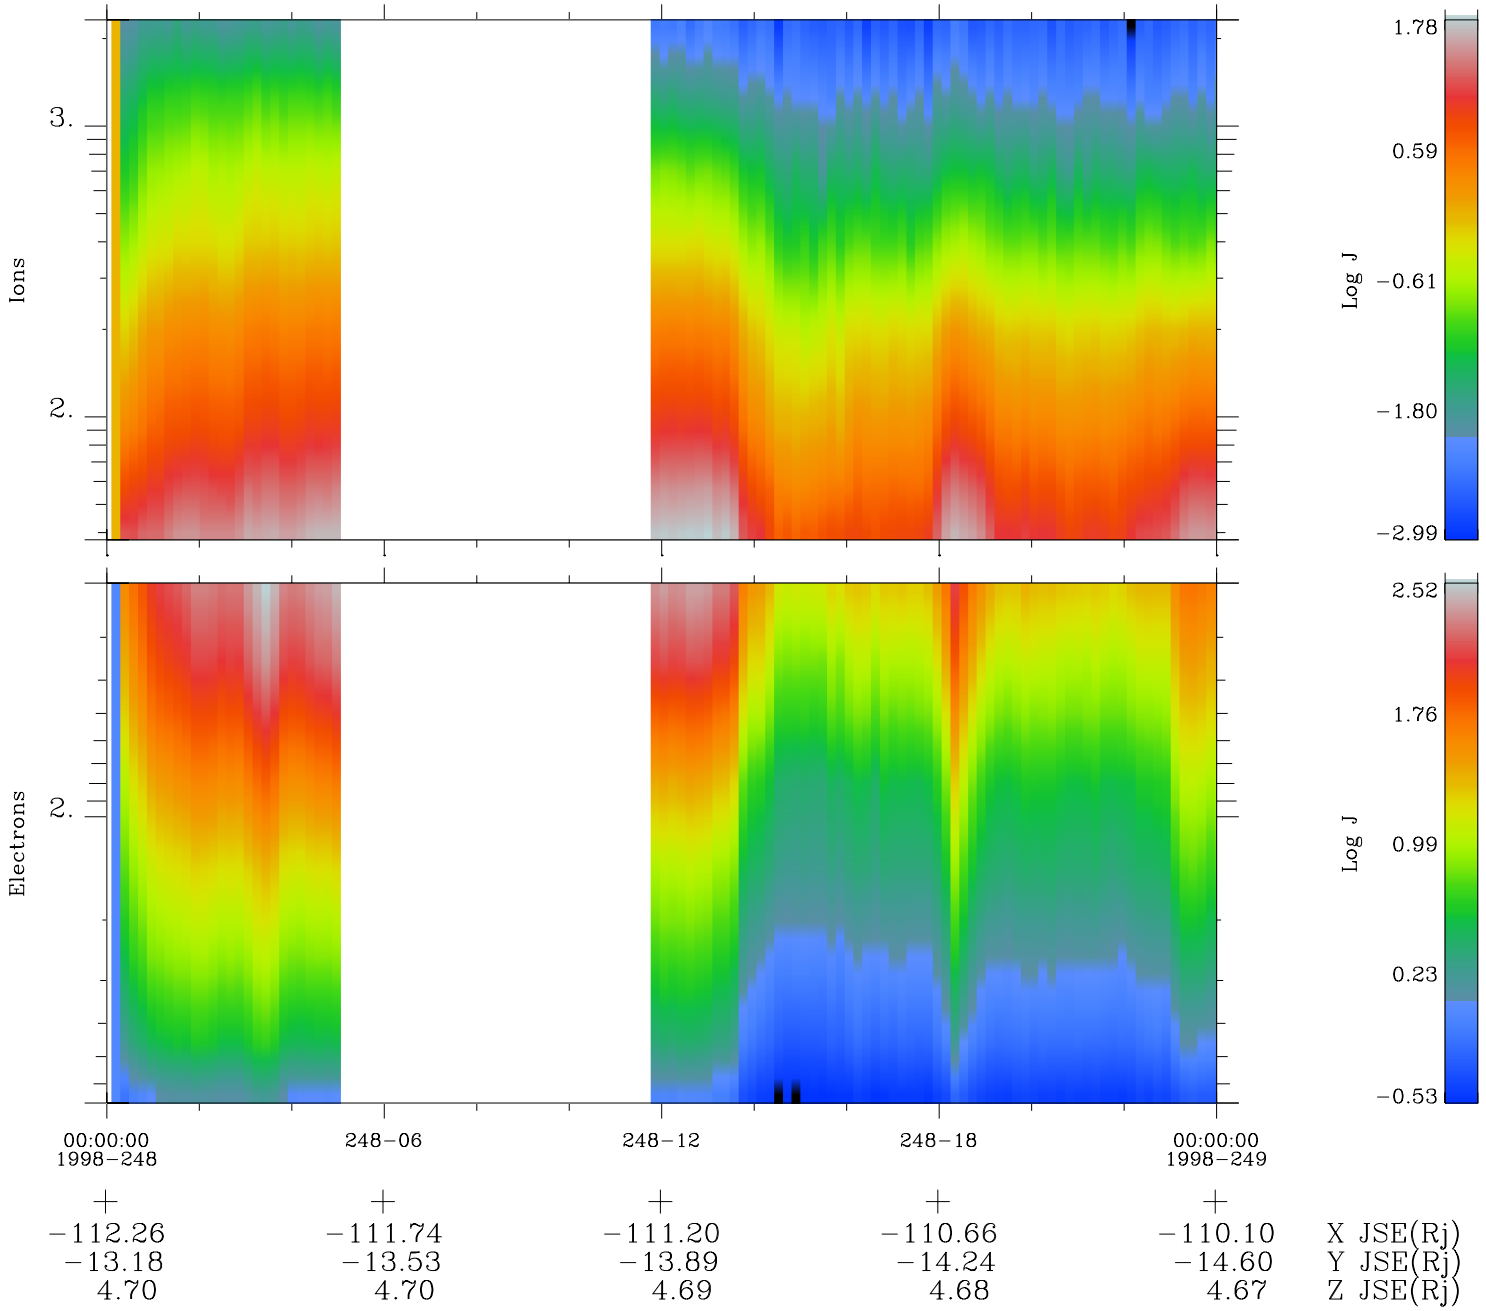 3.
2.
Ions
1.78
0.59
−0.61
−1.80
−2.99
Log J
2.
Electrons
2.52
1.76
0.99
0.23
−0.53
Log J
00:00:00 248−06 248−12 248−18 00:00:00
1998−248 1998−249
−112.26 −111.74 −111.20 −110.66 −110.10 X JSE(Rj)
−13.18 −13.53 −13.89 −14.24 −14.60 Y JSE(Rj)
4.70 4.70 4.69 4.68 4.67 Z JSE(Rj)